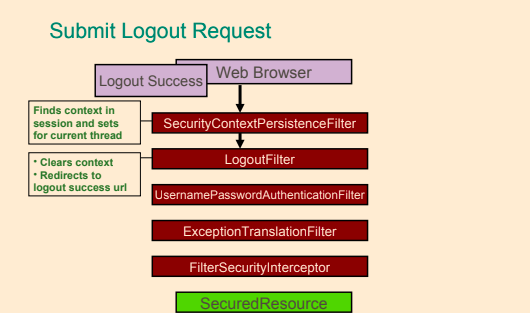 Submit Logout Request
Web Browser
Logout Success
Finds context in
session and sets
for current thread
SecurityContextPersistenceFilter
• Clears context
• Redirects to
logout success url
LogoutFilter
UsernamePasswordAuthenticationFilter
ExceptionTranslationFilter
FilterSecurityInterceptor
SecuredResource